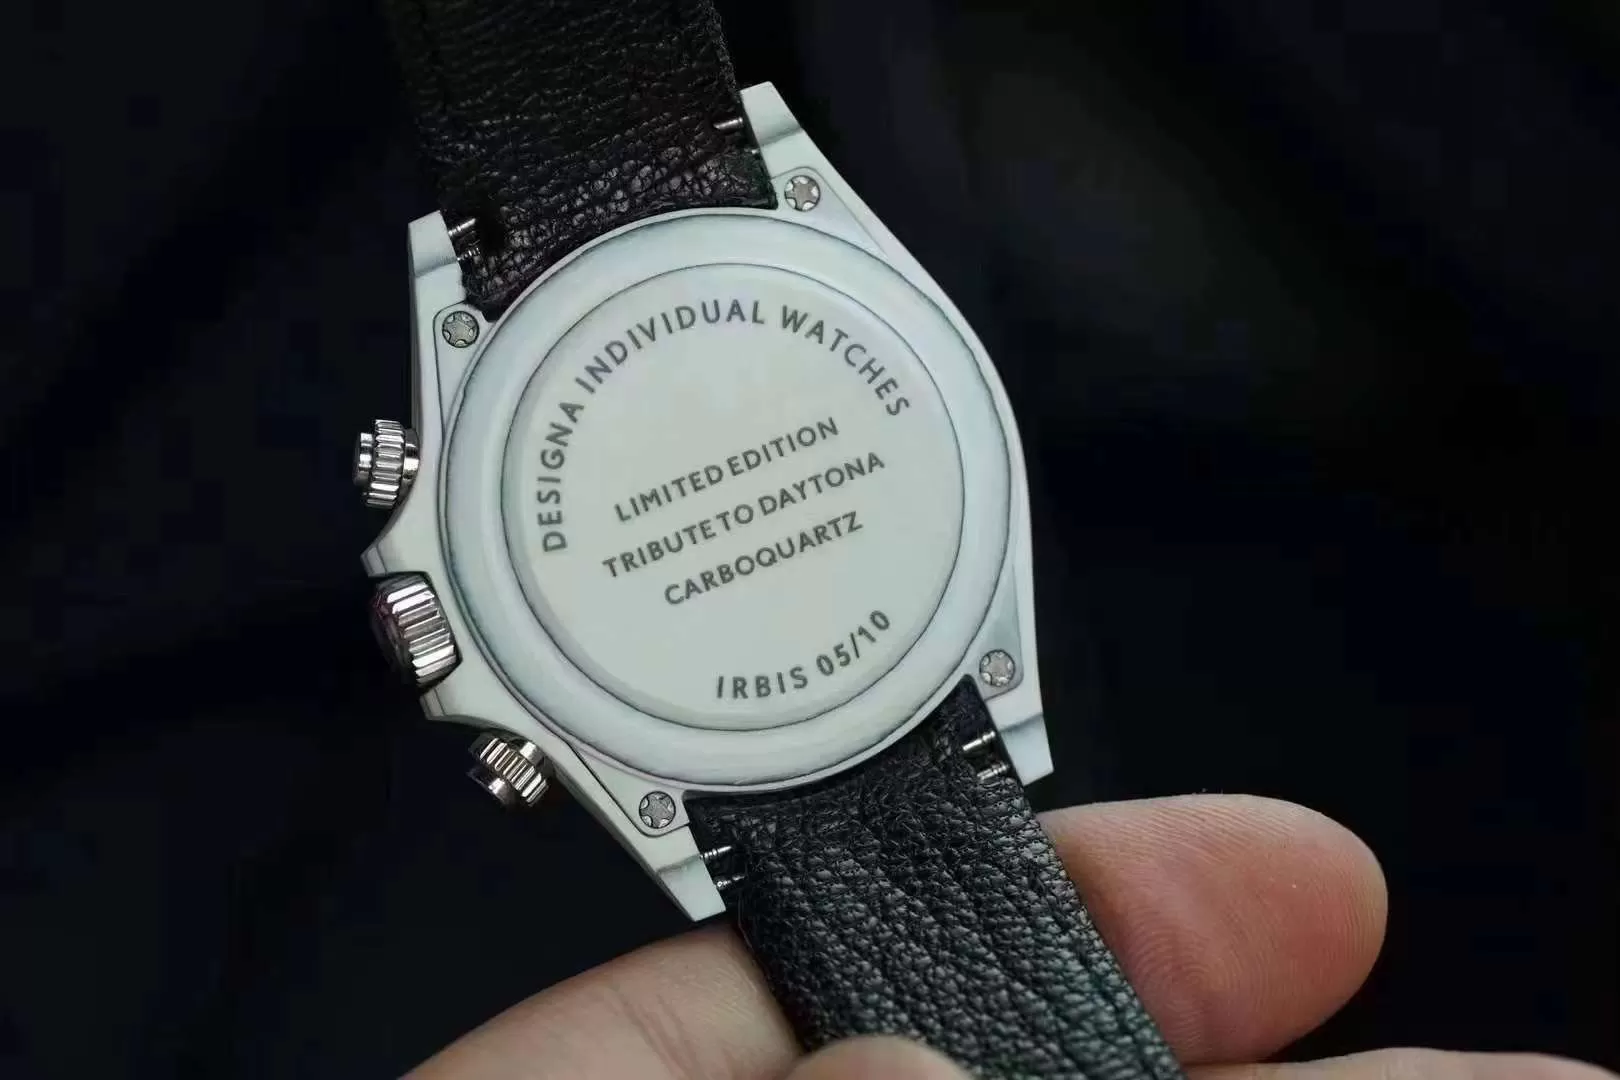 DESIGNA INDIVIDUAL WATCHES
LIMITED EDITION
TRIBUTE TO DAYTONA
CARBOQUARTZ
IRBIS 05/10